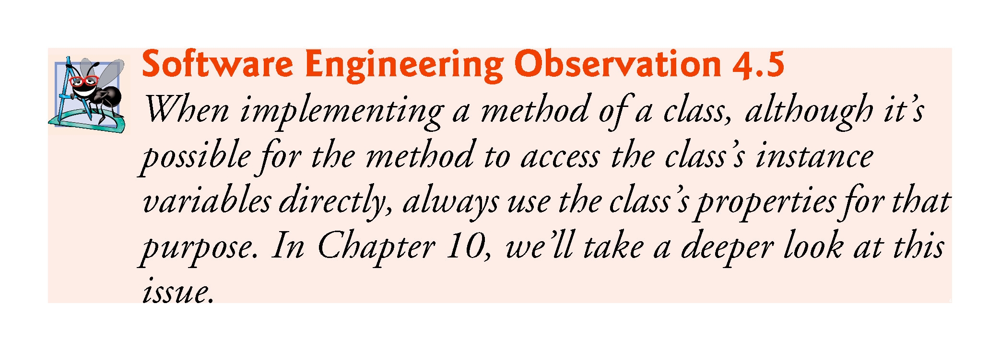 Software Engineering Observation 4.5
When implementing a method of a class, although it’s
possible for the method to access the class’s instance
variables directly, always use the class’s properties for that
purpose. In Chapter 10, we’ll take a deeper look at this
issue.